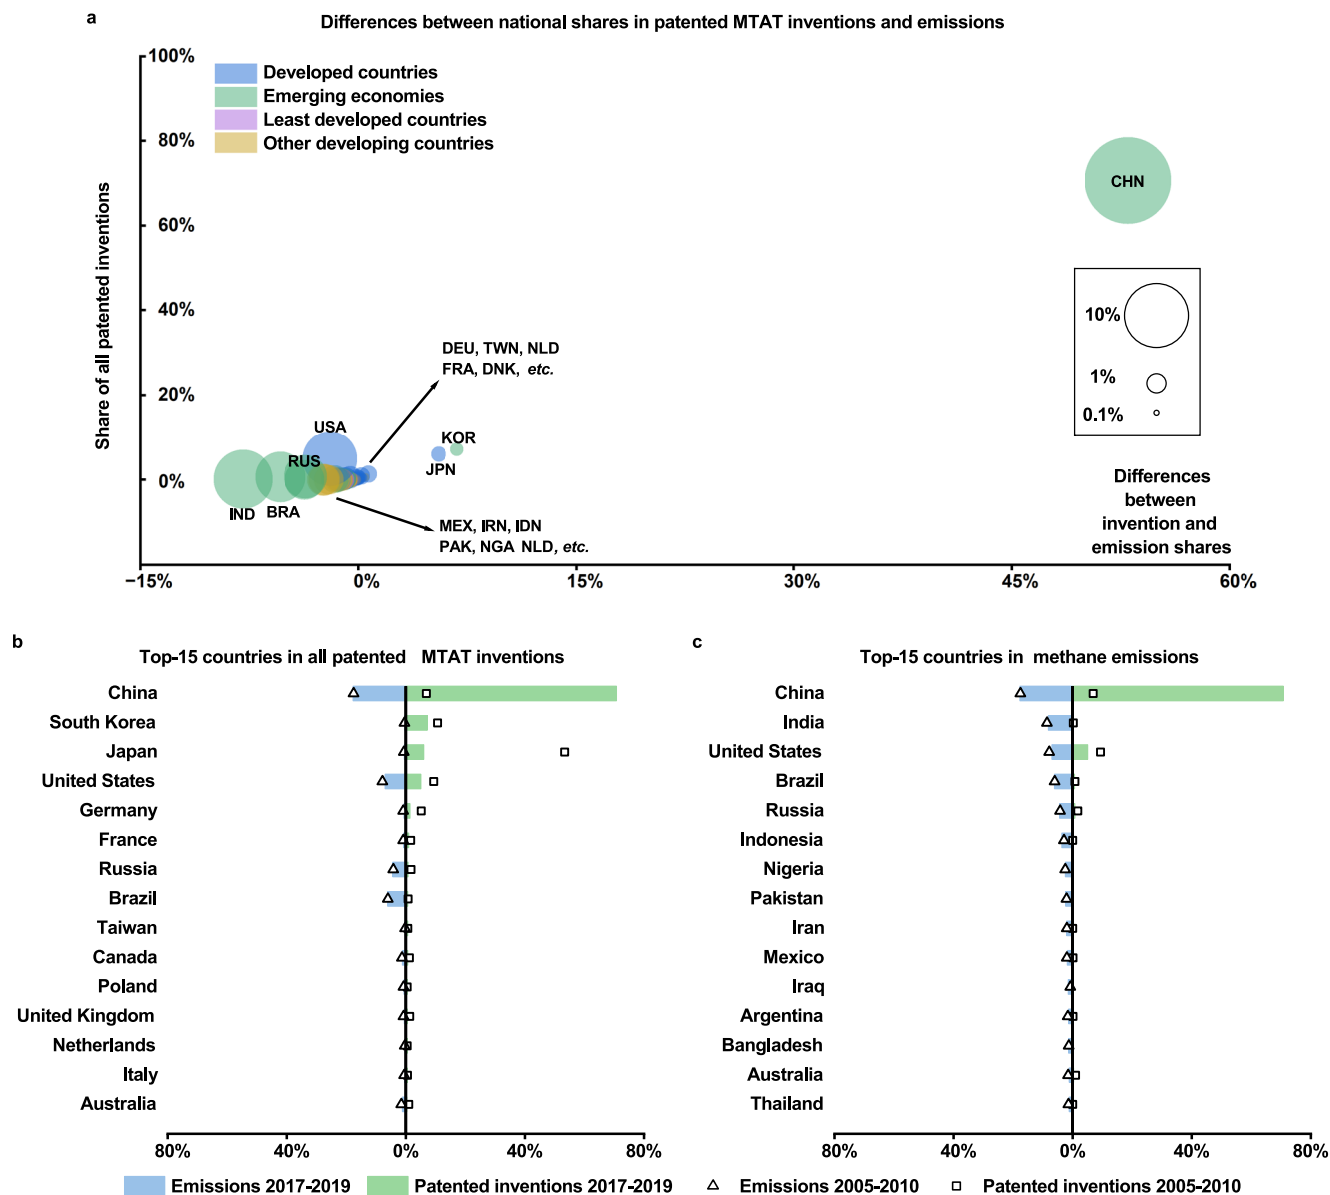 a
Differences between national shares in patented MTAT inventions and emissions
100%
80%
60%
40%
20%
0%
Share of all patented inventions
Developed countries
Emerging economies
Least developed countries
Other developing countries
CHN
10%
1%
0.1%
DEU, TWN, NLD
FRA, DNK, etc.
USA
KOR
JPN
RUS
IND
BRA
MEX, IRN, IDN
PAK, NGA NLD, etc.
Differences
between
invention and
emission shares
−15%
0%
15%
30%
45%
60%
b
Top-15 countries in all patented MTAT inventions
China
South Korea
Japan
United States
Germany
France
Russia
Brazil
Taiwan
Canada
Poland
United Kingdom
Netherlands
Italy
Australia
80%
40%
0%
40%
80%
c
Top-15 countries in methane emissions
China
India
United States
Brazil
Russia
Indonesia
Nigeria
Pakistan
Iran
Mexico
Iraq
Argentina
Bangladesh
Australia
Thailand
80%
40%
0%
40%
80%
Emissions 2017-2019
Patented inventions 2017-2019
Emissions 2005-2010
Patented inventions 2005-2010